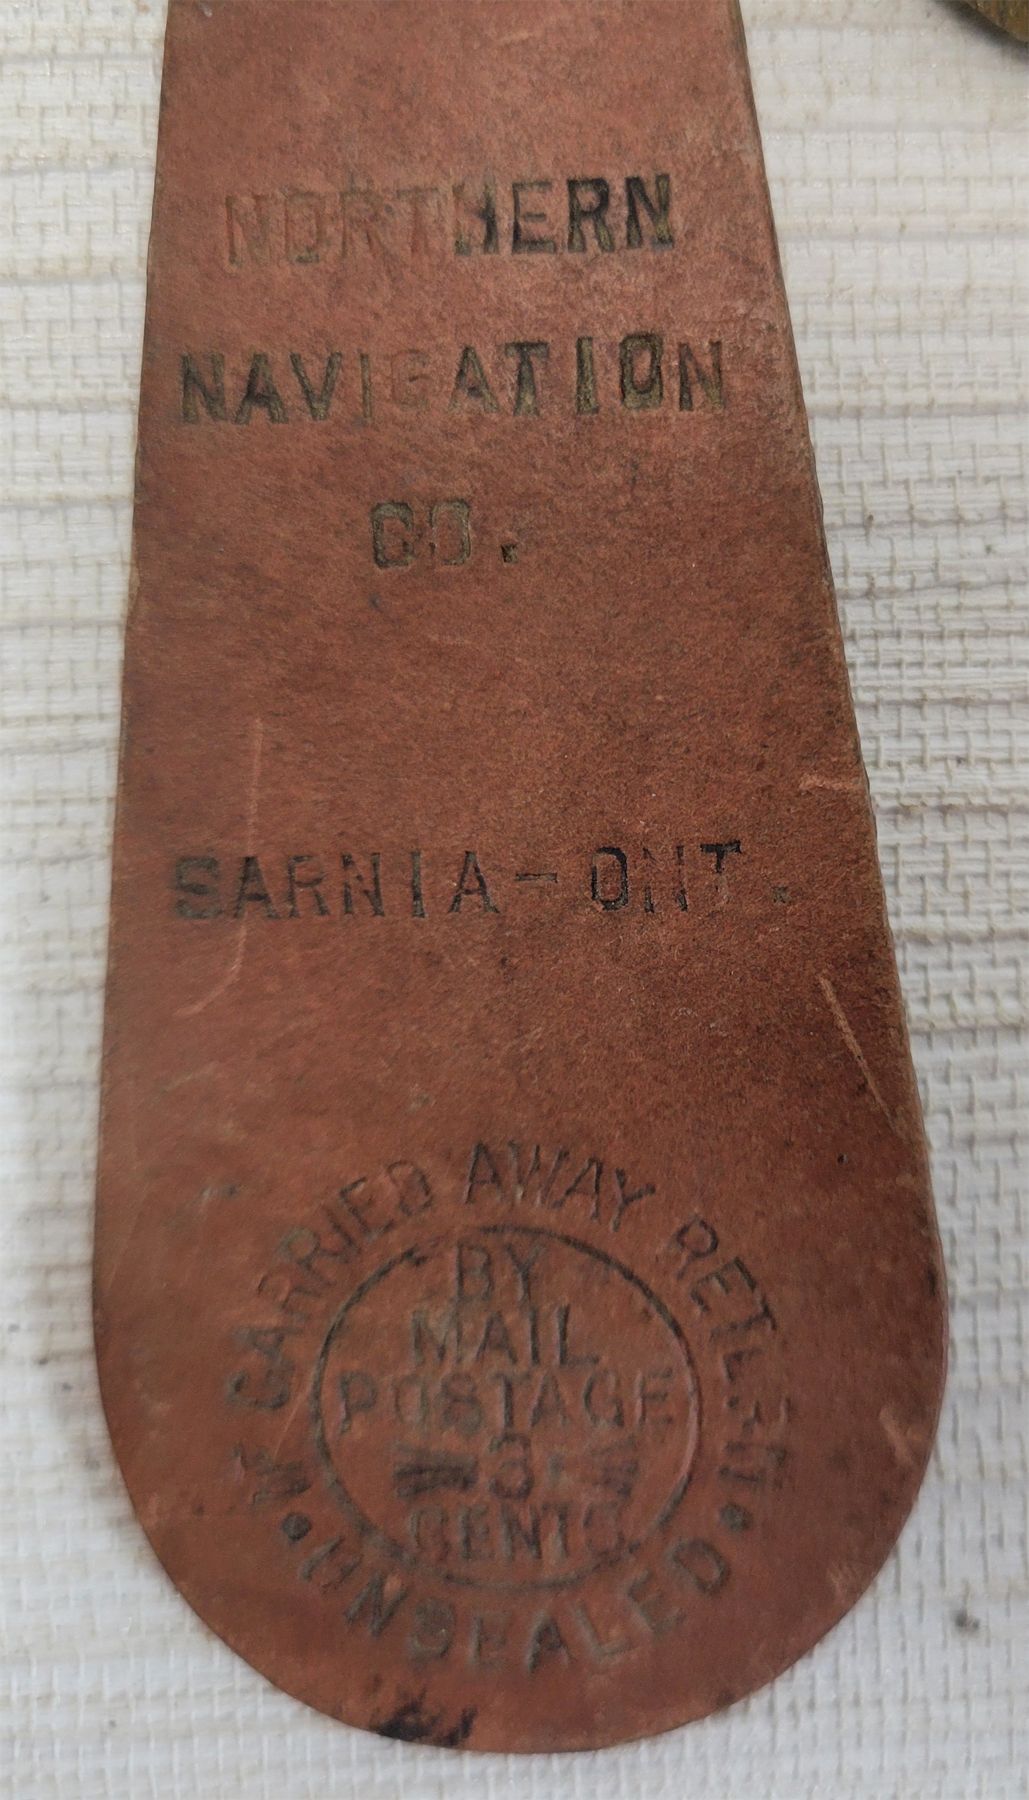 NORTHERN
NAVIGATION
CO.
SARNIA-ONT.
IF CARRIED AWAY RETURN
BY
MAIL
POSTAGE
3
CENTS
• UNSEALED •